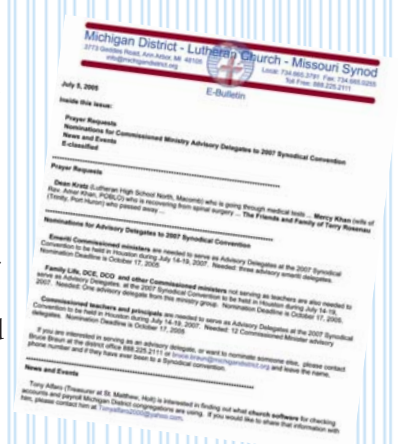 Michigan District - Lutheran Church - Missouri Synod
3773 Geddes Road, Ann Arbor, MI 48105 Local: 734.665.3791 Fax: 734.665.0255
info@michigandistrict.org Toll Free: 888.225.2111
E-Bulletin
July 5, 2005
Inside this issue:
Prayer Requests
Nominations for Commissioned Ministry Advisory Delegates to 2007 Synodical Convention
News and Events
E-classified
Prayer Requests
Dean Kratz (Lutheran High School North, Macomb) who is going through medical tests ... Mercy Khan (wife of
Rev. Amer Khan, POBLO) who is recovering from spinal surgery ... The Friends and Family of Terry Rosenau
(Trinity, Port Huron) who passed away ...
Nominations for Advisory Delegates to 2007 Synodical Convention
Emeriti Commissioned ministers are needed to serve as Advisory Delegates at the 2007 Synodical
Convention to be held in Houston during July 14-19, 2007. Needed: three advisory emeriti delegates.
Nomination Deadline is October 17, 2005.
Family Life, DCE, DCO and other Commissioned ministers not serving as teachers are also needed to
serve as Advisory Delegates at the 2007 Synodical Convention to be held in Houston during July 14-19,
2007. Needed: One advisory delegate from this ministry group. Nomination Deadline is October 17, 2005.
Commissioned teachers and principals are needed to serve as Advisory Delegates at the 2007 Synodical
Convention to be held in Houston during July 14-19, 2007. Needed: 12 Commissioned Minister advisory
delegates. Nomination Deadline is October 17, 2005
If you are interested in serving as an advisory delegate, or want to nominate someone else, please contact
Bruce Braun at the district office 888.225.2111 or bruce.braun@michigandistrict.org and leave the name,
phone number and if they have ever been to a Synodical convention.
News and Events
Tony Alfaro (Treasurer at St. Matthew, Holt) is interested in finding out what church software for checking
accounts and payroll Michigan District congregations are using. If you would like to share that information with
him, please contact him at Tonyalfaro2000@yahoo.com.